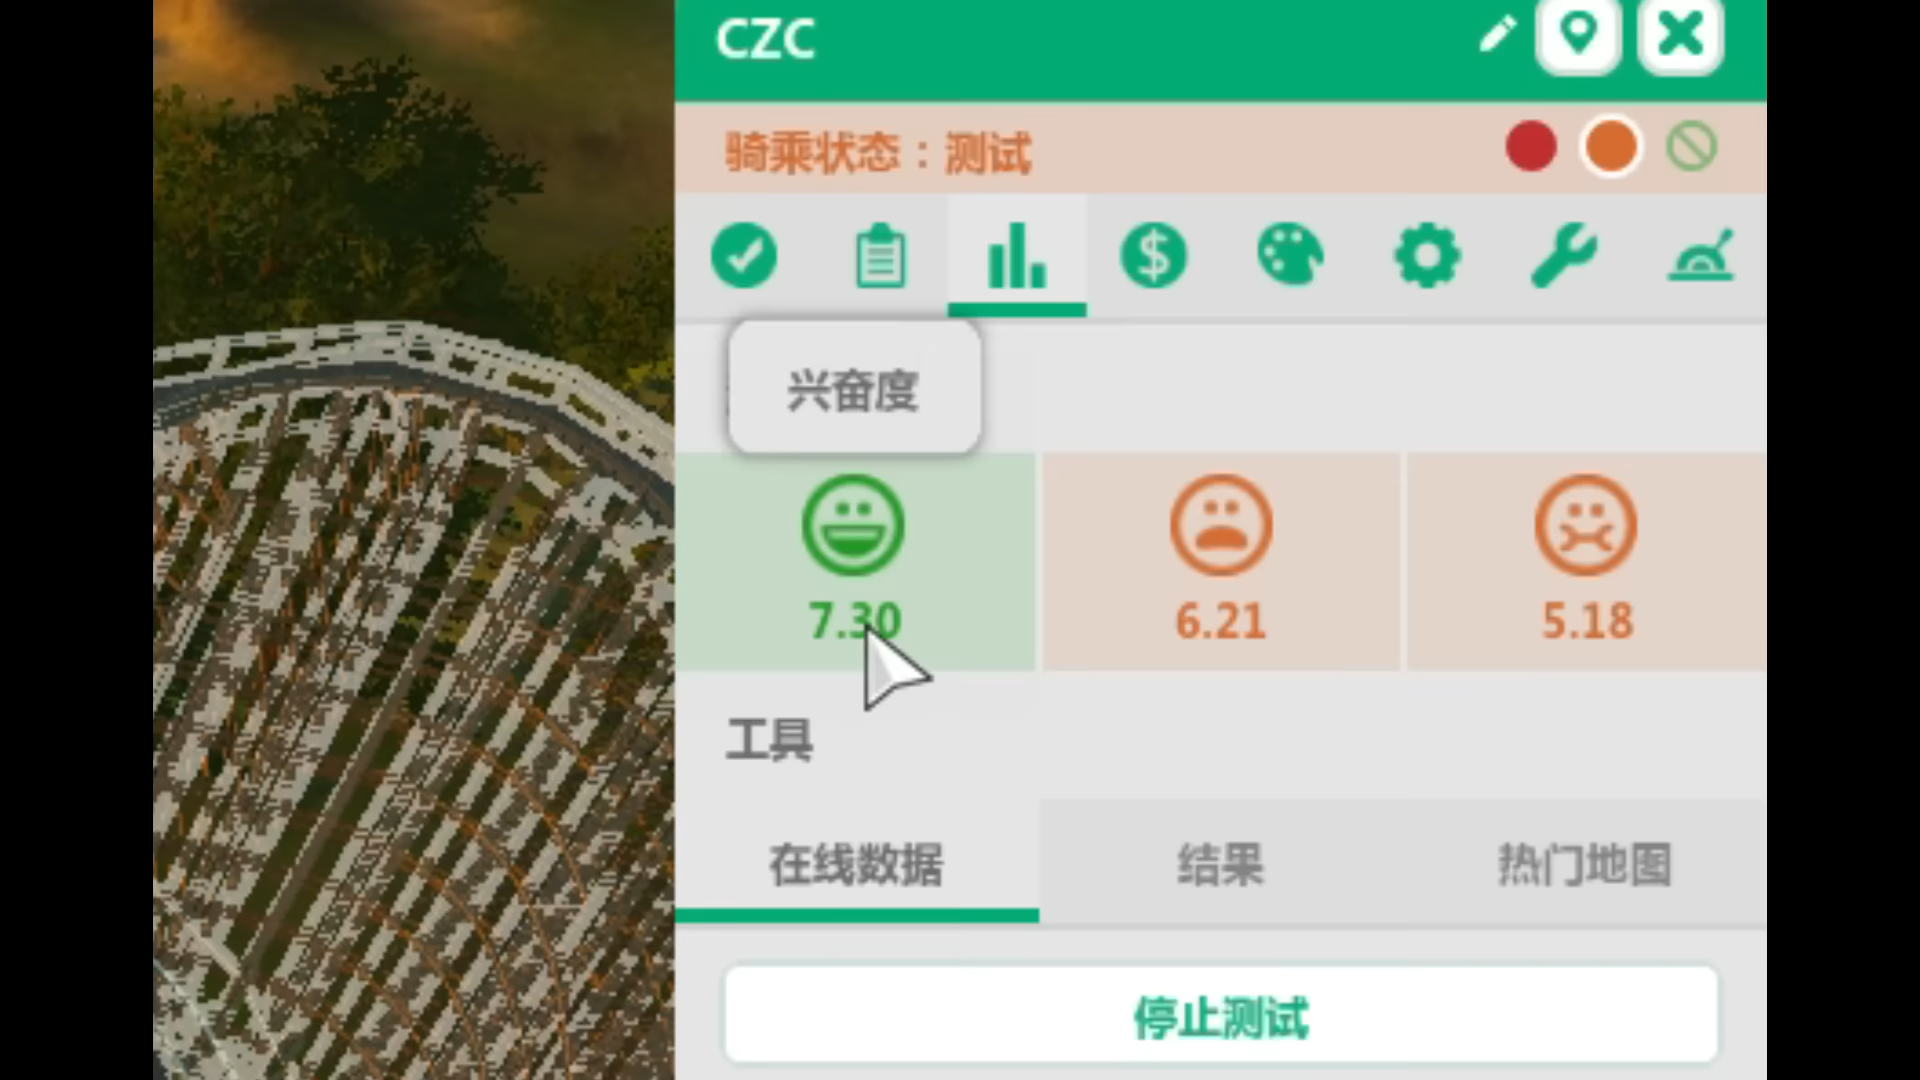 CZC
骑乘状态：测试
兴奋度
7.30
6.21
5.18
工具
在线数据
结果
热门地图
停止测试